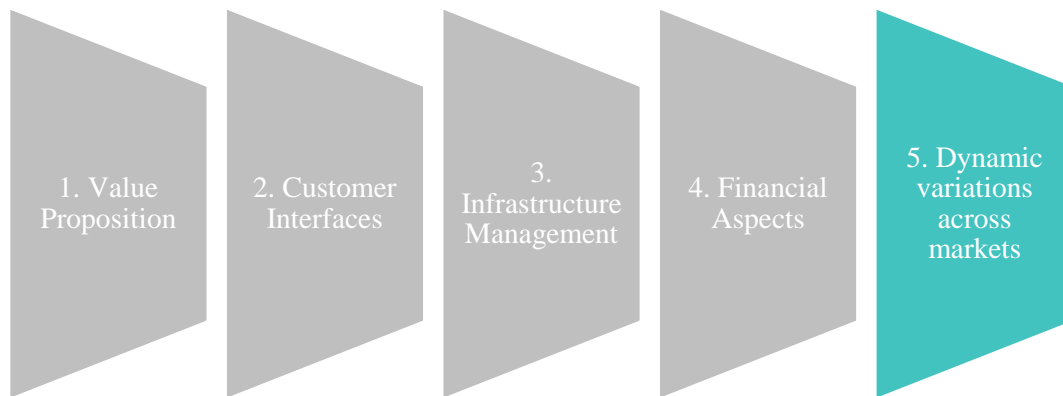 1. Value
Proposition
2. Customer
Interfaces
3.
Infrastructure
Management
4. Financial
Aspects
5. Dynamic
variations
across
markets